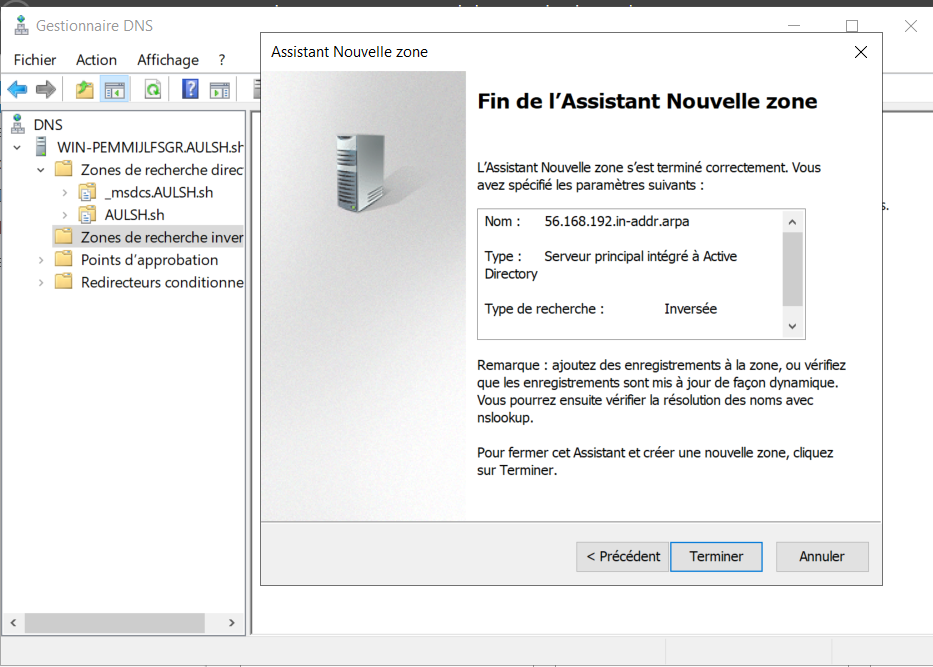 Gestionnaire DNS
Fichier Action Affichage ?
DNS
WIN-PEMMIJLFSGR.AULSH.sh
Zones de recherche direc
_msdcs.AULSH.sh
AULSH.sh
Zones de recherche inver
Points d’approbation
Redirecteurs conditionne
Assistant Nouvelle zone
Fin de l’Assistant Nouvelle zone
L’Assistant Nouvelle zone s’est terminé correctement. Vous
avez spécifié les paramètres suivants :
Nom : 56.168.192.in-addr.arpa
Type : Serveur principal intégré à Active
Directory
Type de recherche : Inversée
Remarque : ajoutez des enregistrements à la zone, ou vérifiez
que les enregistrements sont mis à jour de façon dynamique.
Vous pourrez ensuite vérifier la résolution des noms avec
nslookup.
Pour fermer cet Assistant et créer une nouvelle zone, cliquez
sur Terminer.
< Précédent Terminer Annuler
s.